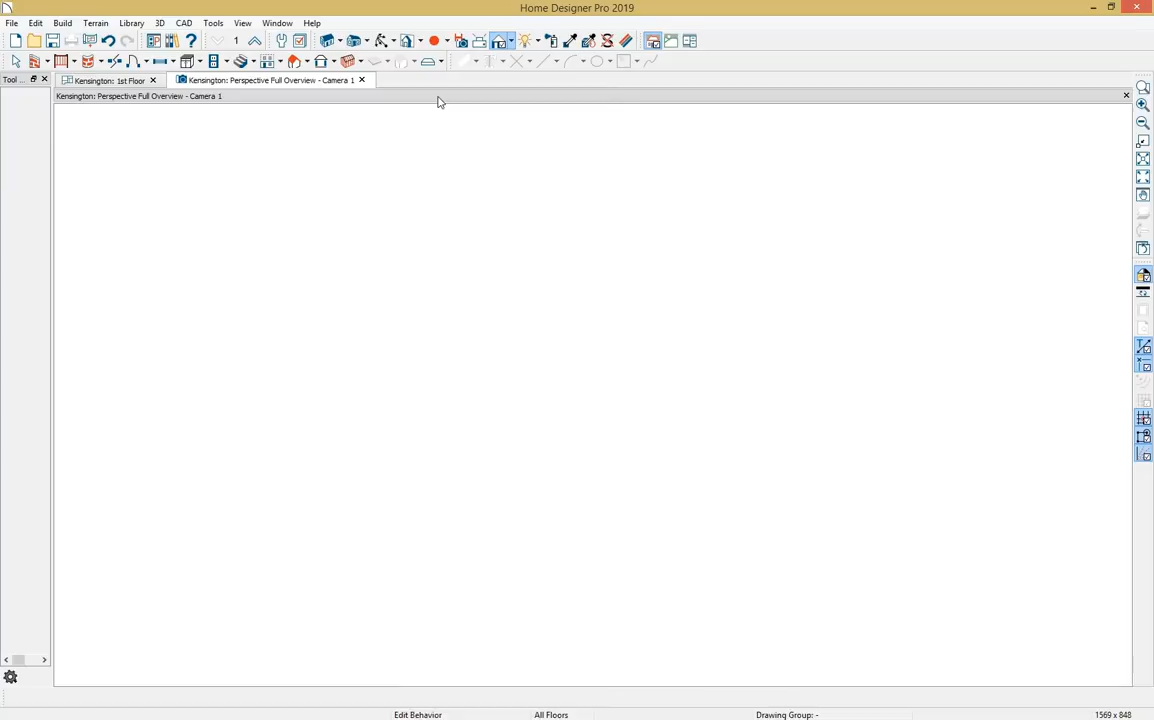 Home Designer Pro 2019
File Edit Build Terrain Library 3D CAD Tools View Window Help
1
Tool ... Kensington: 1st Floor Kensington: Perspective Full Overview - Camera 1
Kensington: Perspective Full Overview - Camera 1
Edit Behavior All Floors Drawing Group: - 1569 x 848